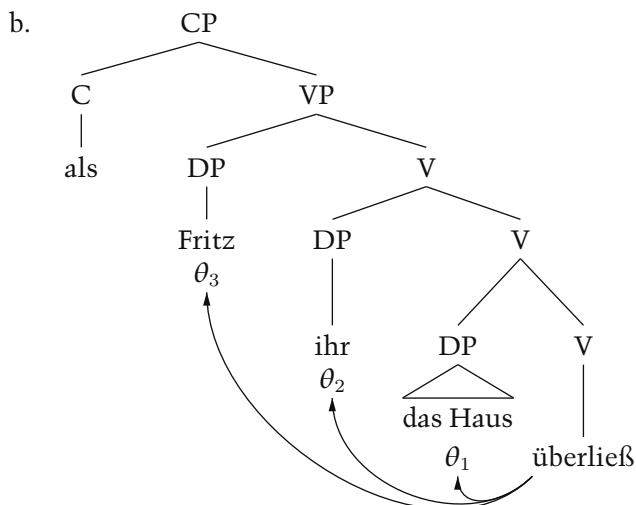 b.
CP
C VP
als DP V
Fritz DP V
θ3
ihr DP V
θ2
das Haus
θ1 überließ